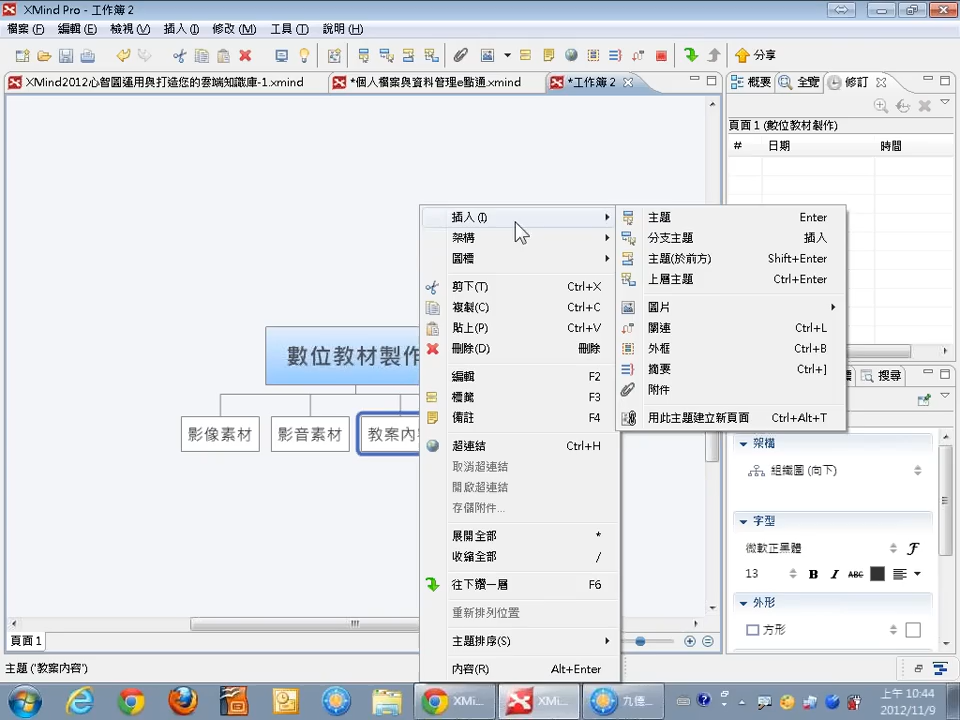 XMind Pro - 工作簿 2
檔案 (F) 編輯(E) 檢視(V) 插入(I) 修改(M) 工具(T) 說明(H)
分享
XMind2012心智圖運用與打造您的雲端知識庫-1.xmind
*個人檔案與資料管理e點通.xmind
*工作簿 2
概要 全覽 修訂
頁面 1 (數位教材製作)
# 日期 時間
插入(I)
架構
圖標
剪下(T) Ctrl+X
複製(C) Ctrl+C
貼上(P) Ctrl+V
刪除(D) 刪除
編輯 F2
標籤 F3
備註 F4
超連結 Ctrl+H
取消超連結
開啟超連結
存儲附件...
展開全部 *
收縮全部 /
往下鑽一層 F6
重新排列位置
主題排序(S)
內容(R) Alt+Enter
主題 Enter
分支主題 插入
主題(於前方) Shift+Enter
上層主題 Ctrl+Enter
圖片
關連 Ctrl+L
外框 Ctrl+B
摘要 Ctrl+]
附件
用此主題建立新頁面 Ctrl+Alt+T
數位教材製作
影像素材
影音素材
教案內
搜尋
架構
組織圖 (向下)
字型
微軟正黑體
13 B I ABC
外形
方形
頁面 1
主題 ('教案內容')
XMi...
XMi...
九德...
上午 10:44
2012/11/9